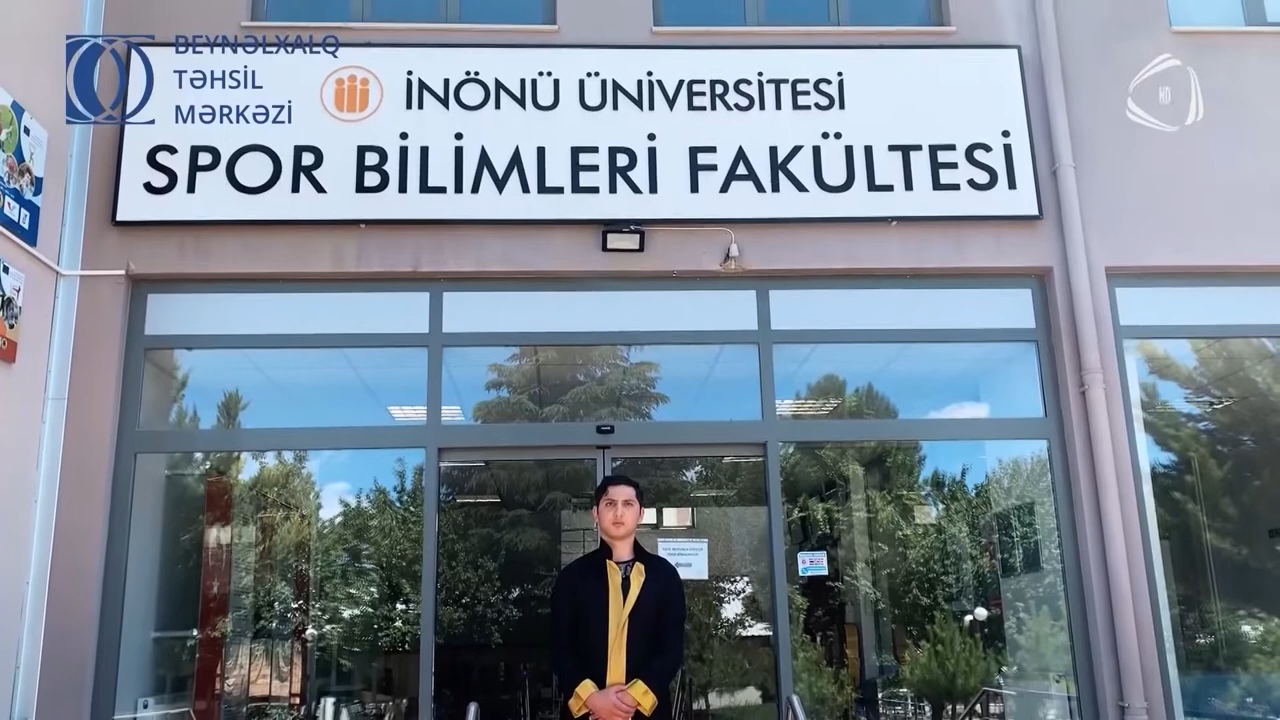 BEYNƏLXALQ
TƏHSİL
MƏRKƏZİ
İNÖNÜ ÜNİVERSİTESİ
SPOR BİLİMLERİ FAKÜLTESİ
HD